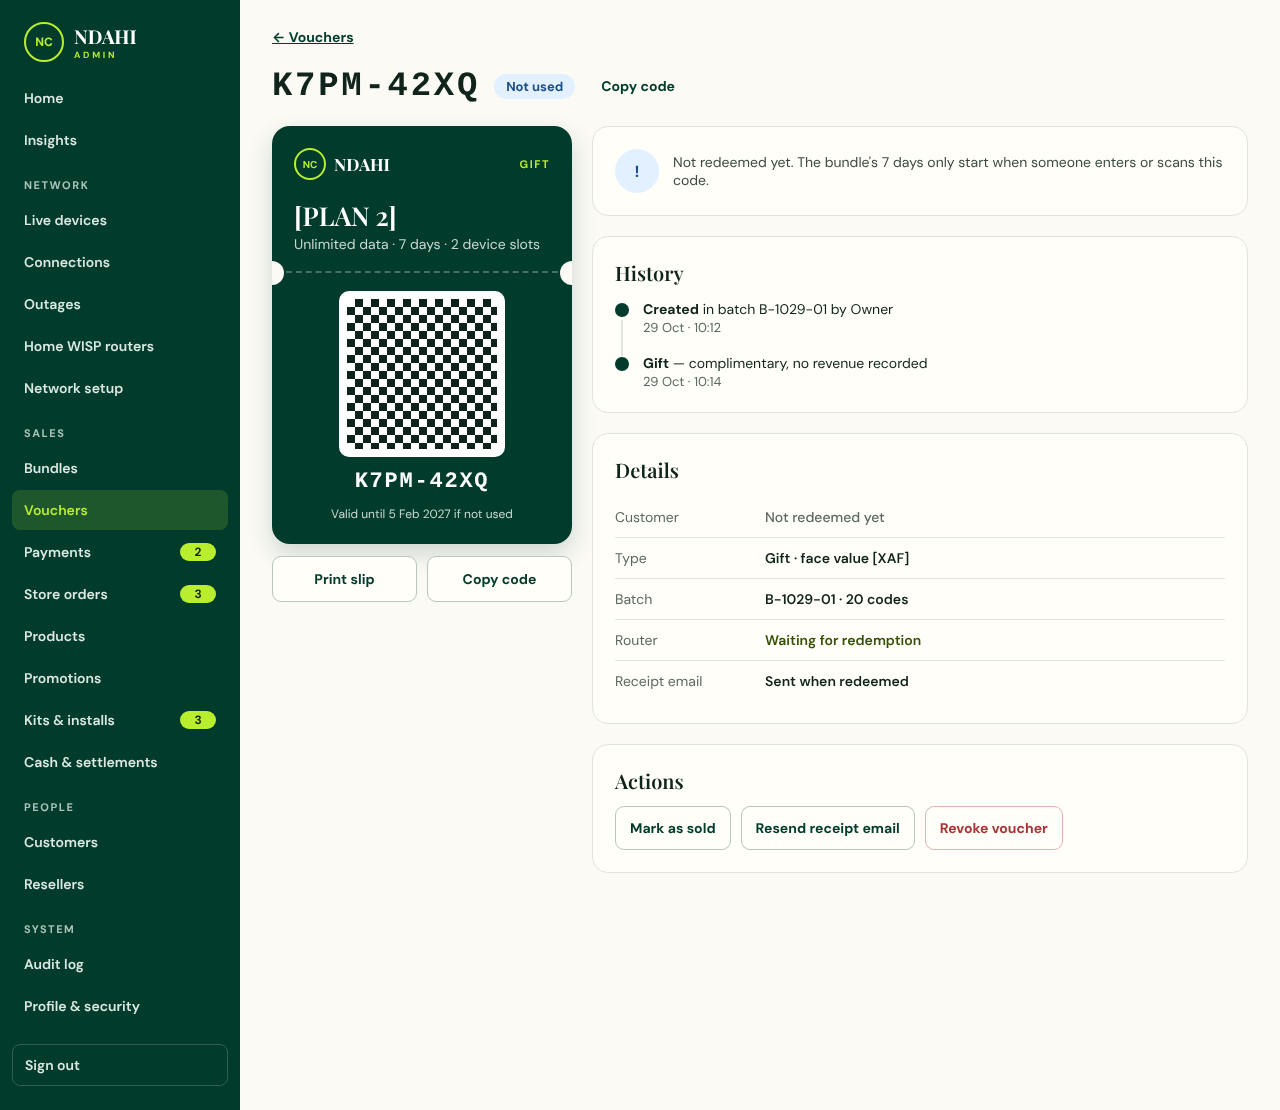 NC
NDAHI
ADMIN
Home
Insights
NETWORK
Live devices
Connections
Outages
Home WISP routers
Network setup
SALES
Bundles
Vouchers
Payments 2
Store orders 3
Products
Promotions
Kits & installs 3
Cash & settlements
PEOPLE
Customers
Resellers
SYSTEM
Audit log
Profile & security
Sign out
← Vouchers
K7PM-42XQ Not used Copy code
NC NDAHI GIFT
[PLAN 2]
Unlimited data · 7 days · 2 device slots
K7PM-42XQ
Valid until 5 Feb 2027 if not used
Print slip Copy code
!
Not redeemed yet. The bundle's 7 days only start when someone enters or scans this
code.
History
Created in batch B-1029-01 by Owner
29 Oct · 10:12
Gift — complimentary, no revenue recorded
29 Oct · 10:14
Details
Customer Not redeemed yet
Type Gift · face value [XAF]
Batch B-1029-01 · 20 codes
Router Waiting for redemption
Receipt email Sent when redeemed
Actions
Mark as sold Resend receipt email Revoke voucher